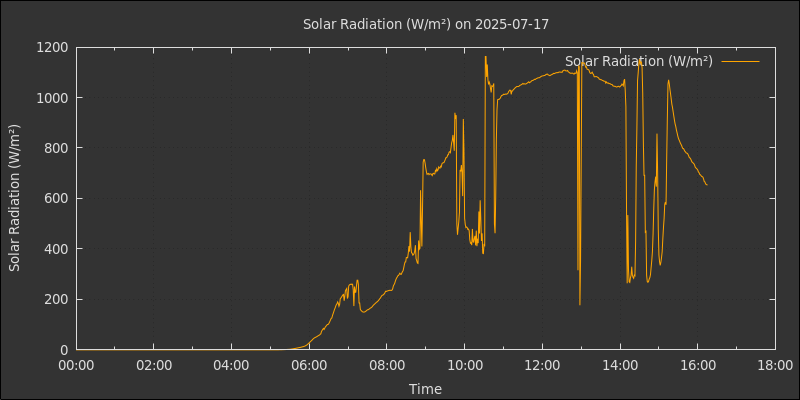 Solar Radiation (W/m²) on 2025-07-17
Solar Radiation (W/m²)
1200
1000
800
600
400
200
0
Solar Radiation (W/m²)
00:00 02:00 04:00 06:00 08:00 10:00 12:00 14:00 16:00 18:00
Time